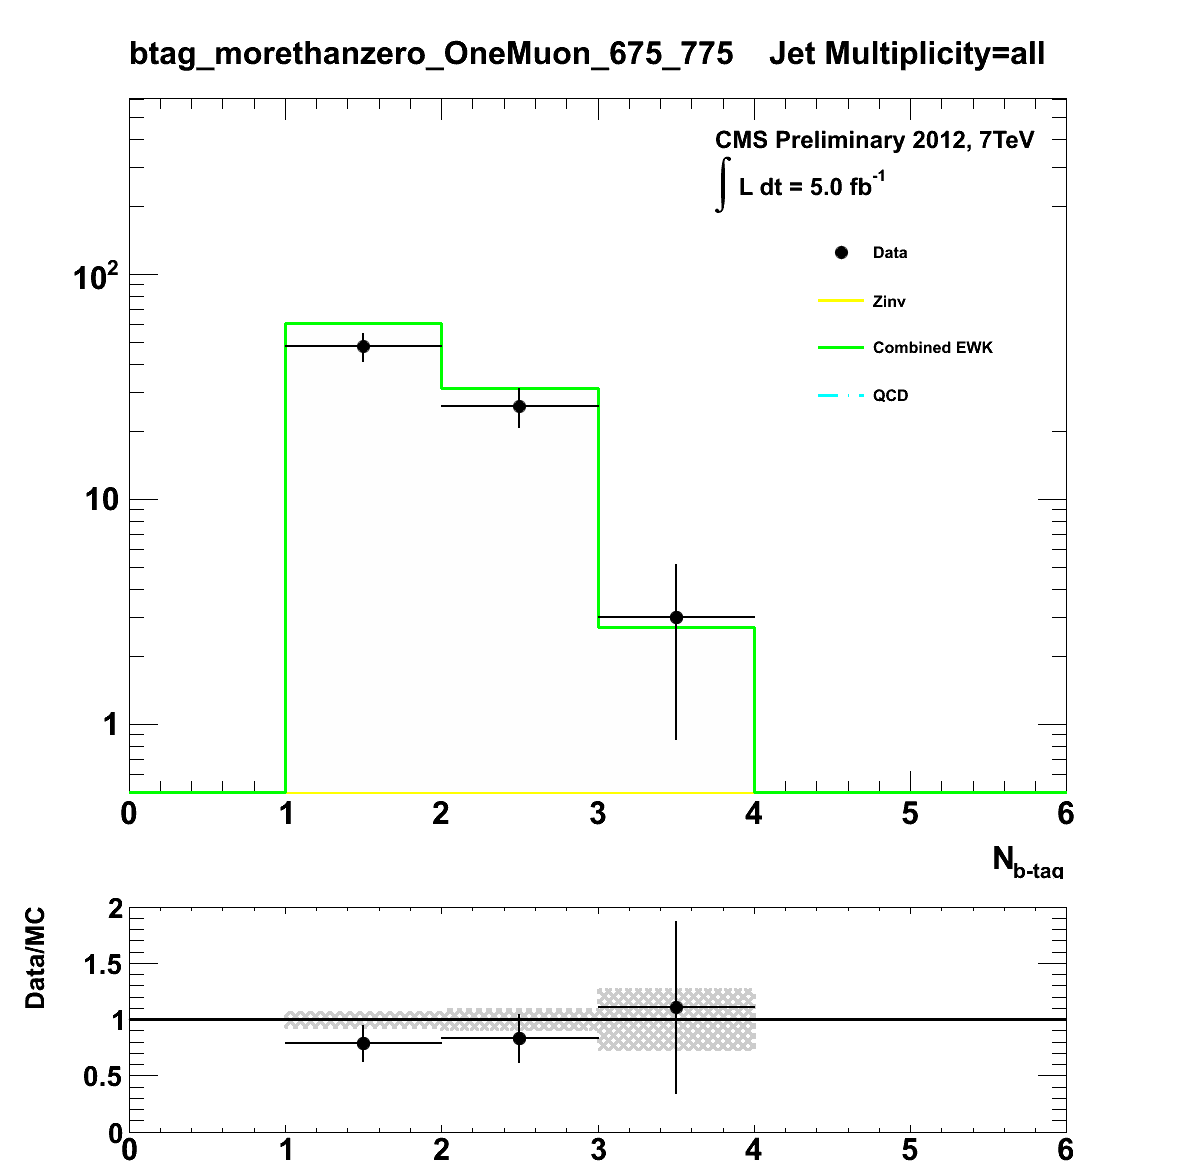 btag_morethanzero_OneMuon_675_775 Jet Multiplicity=all
CMS Preliminary 2012, 7TeV
∫ L dt = 5.0 fb⁻¹
Data
Zinv
Combined EWK
QCD
10²
10
1
0 1 2 3 4 5 6
N_b-tag
Data/MC
2
1.5
1
0.5
0
0 1 2 3 4 5 6